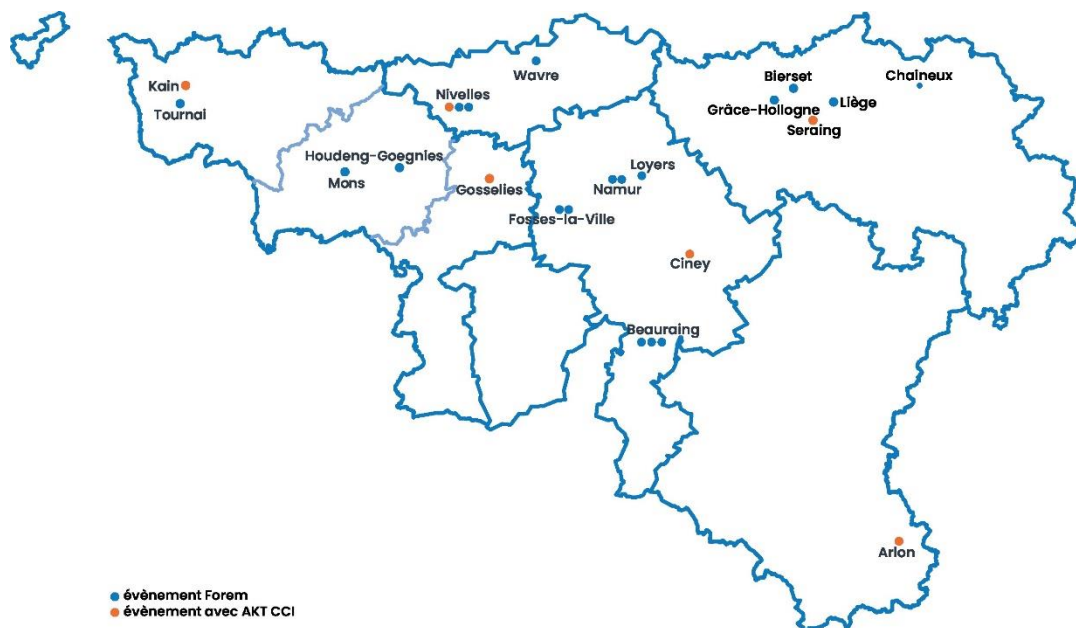 Wavre
Bierset
Chaineux
Kain
Tournai
Nivelles
Grâce-Hollogne
Liège
Seraing
Houdeng-Goegnies
Mons
Gosselies
Loyers
Namur
Fosses-la-Ville
Ciney
Beauraing
Arlon
évènement Forem
évènement avec AKT CCI